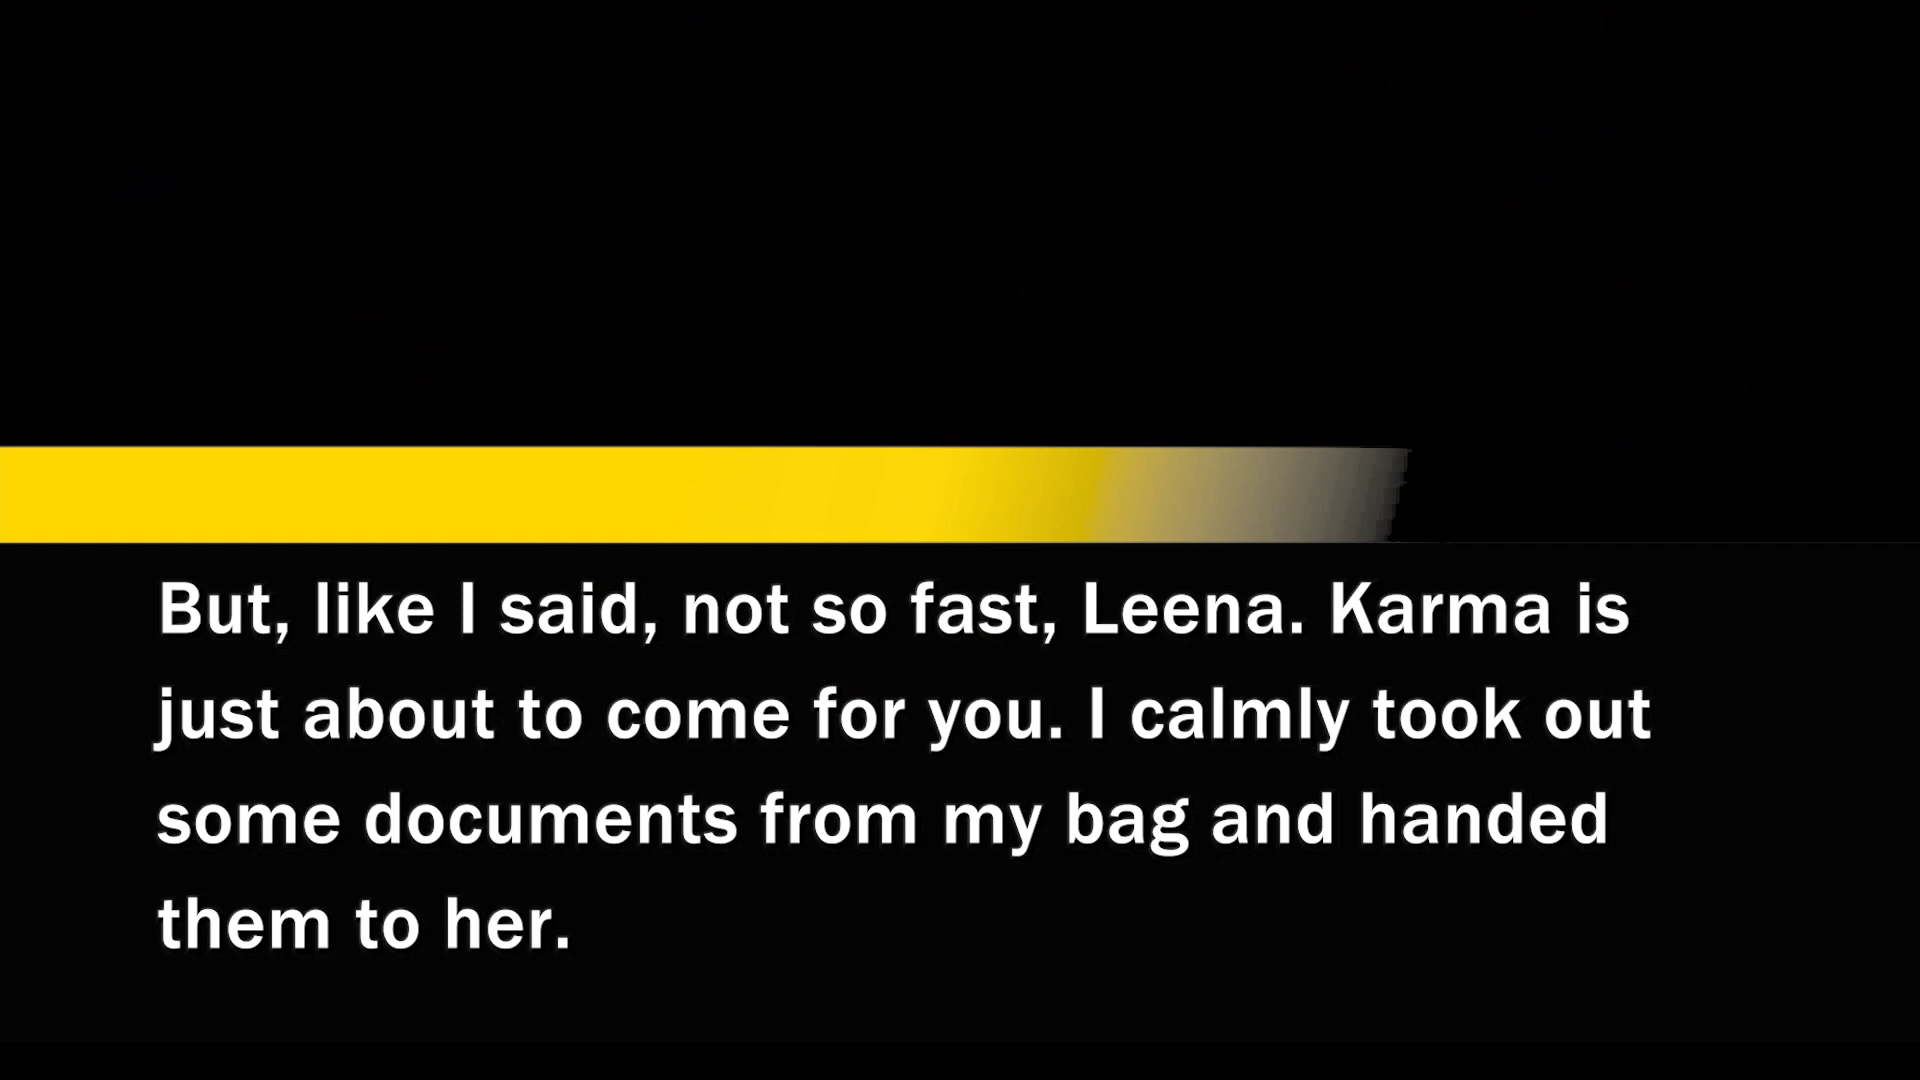 But, like I said, not so fast, Leena. Karma is
just about to come for you. I calmly took out
some documents from my bag and handed
them to her.